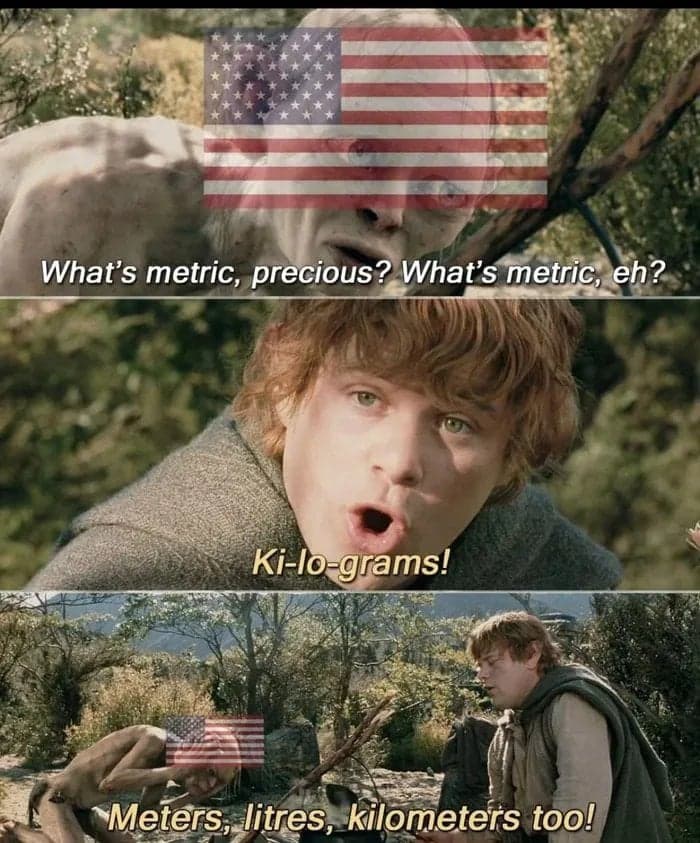 What's metric, precious? What's metric, eh?
Ki-lo-grams!
Meters, litres, kilometers too!